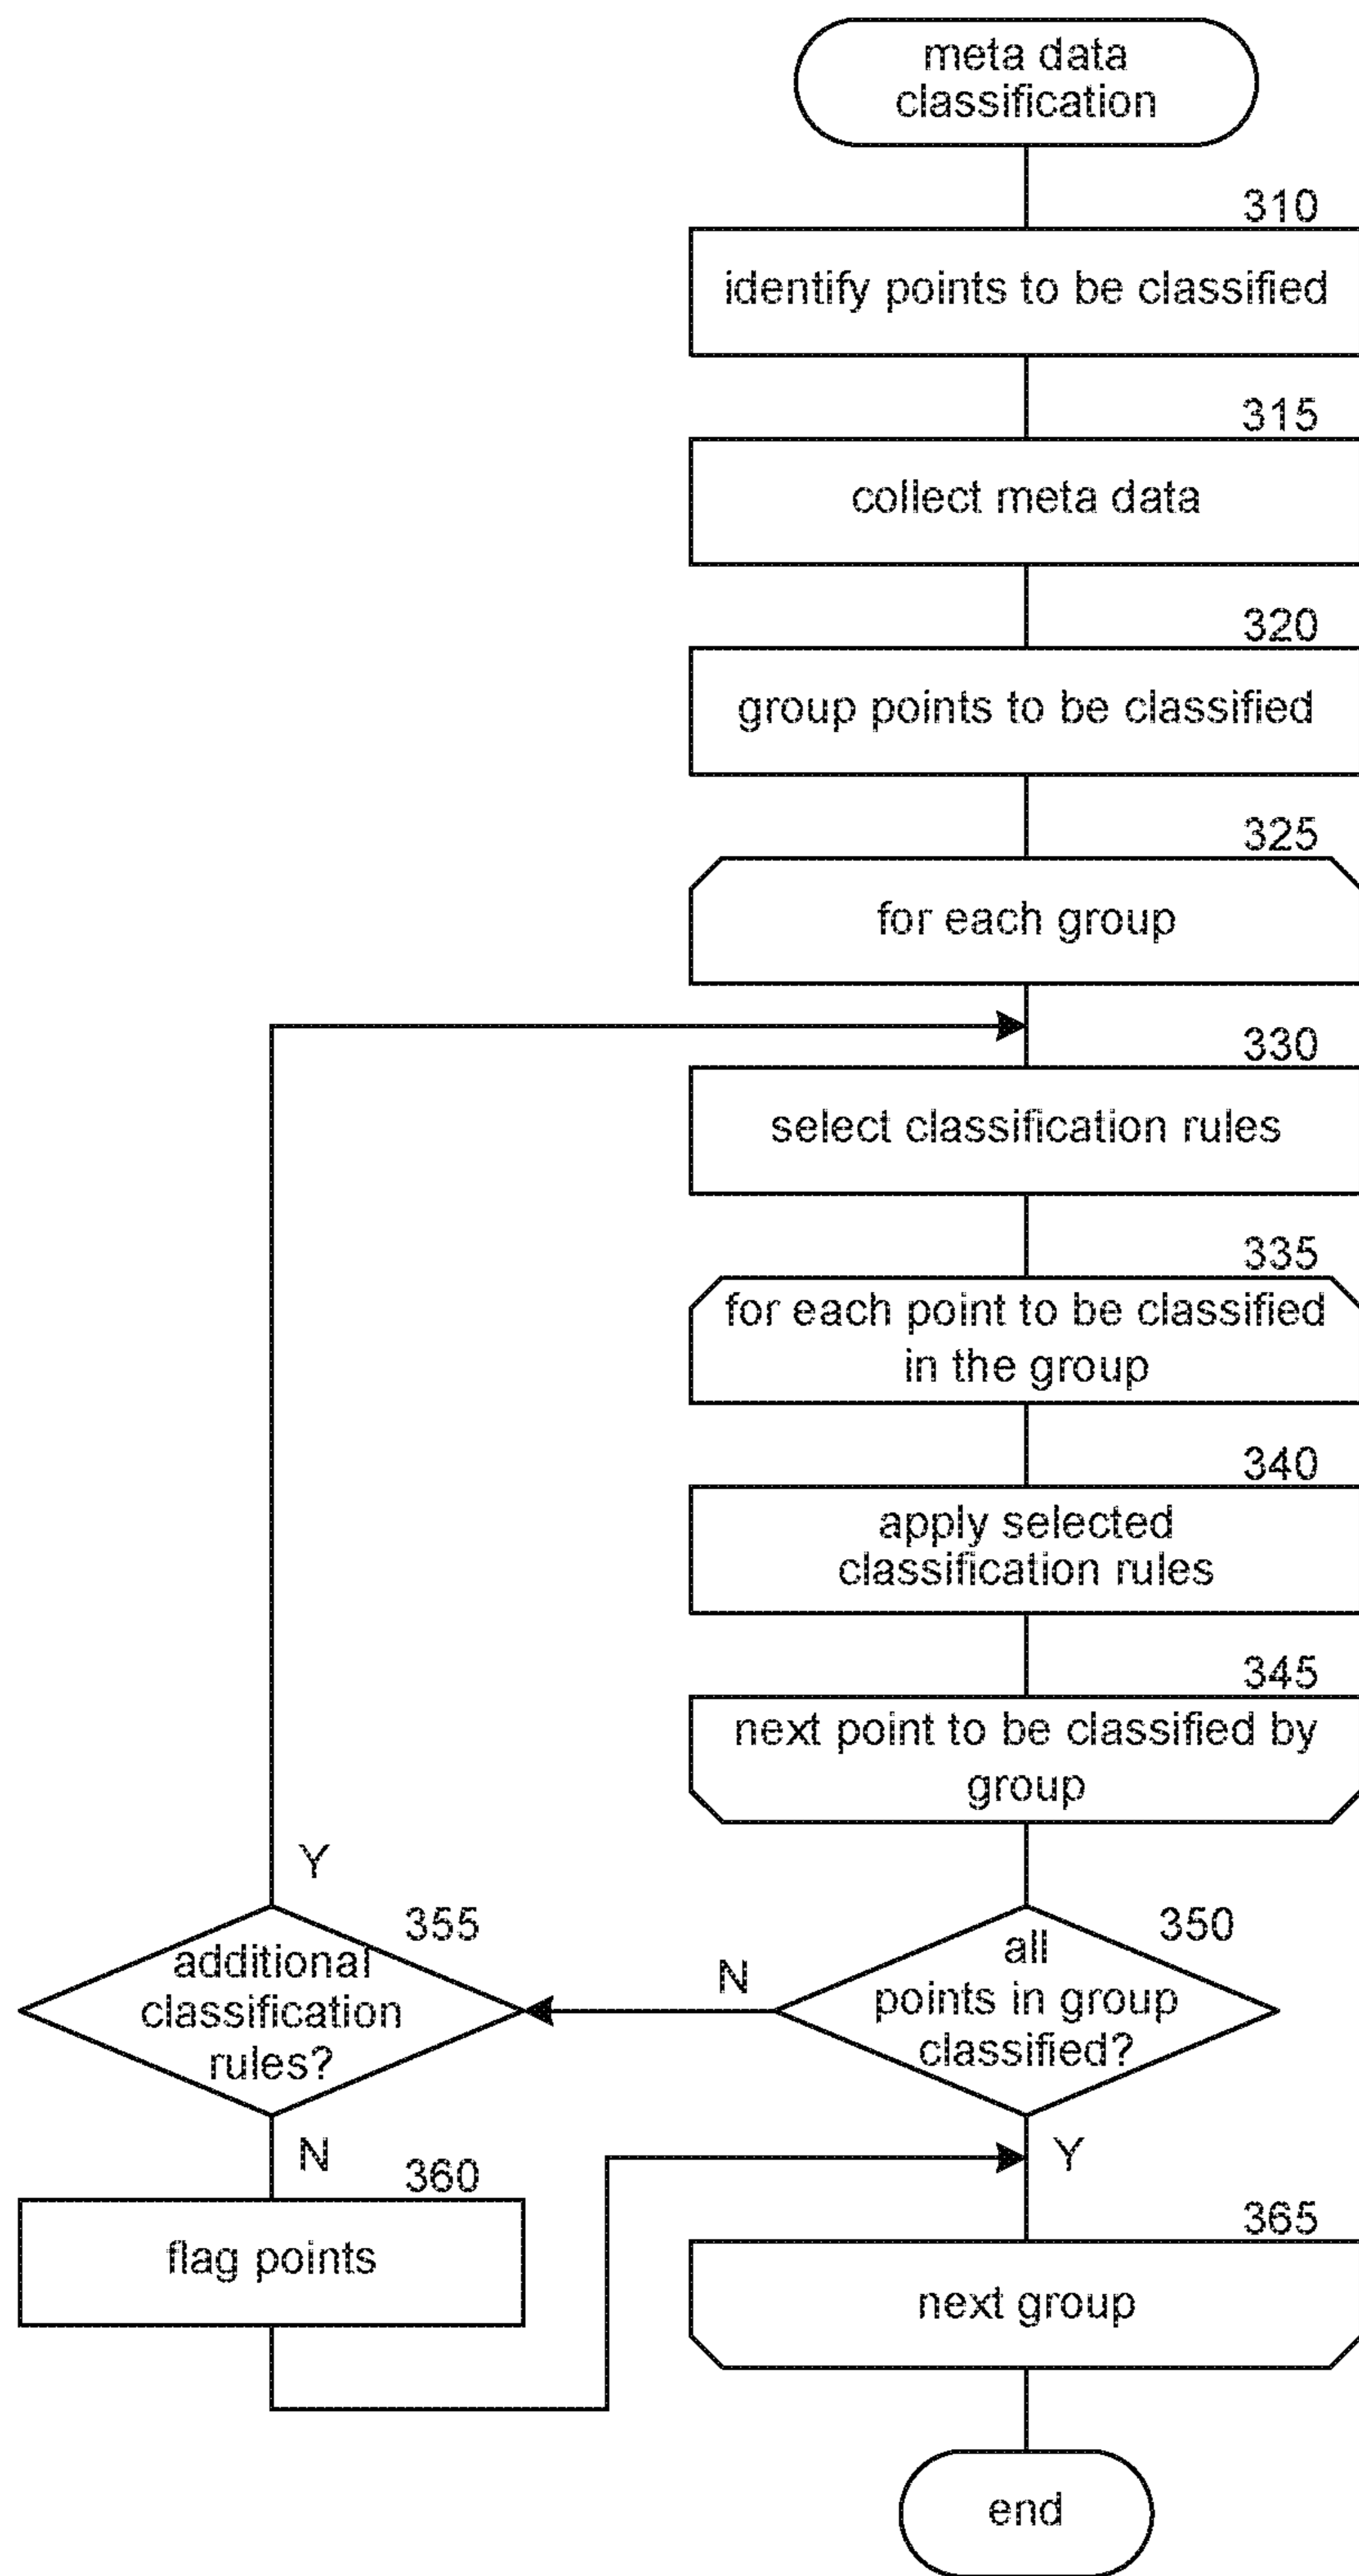 meta data
classification
310
identify points to be classified
315
collect meta data
320
group points to be classified
325
for each group
330
select classification rules
335
for each point to be classified
in the group
340
apply selected
classification rules
345
next point to be classified by
group
Y
355
additional
classification
rules?
N
350
all
points in group
classified?
N
360
flag points
Y
365
next group
end